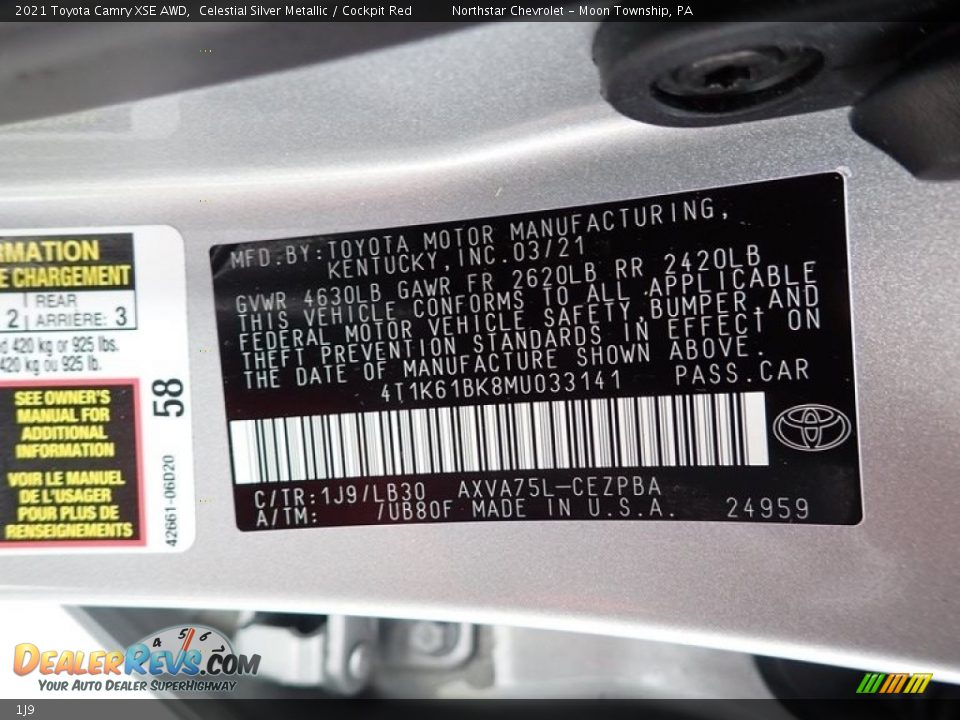 2021 Toyota Camry XSE AWD, Celestial Silver Metallic / Cockpit Red Northstar Chevrolet - Moon Township, PA
MFD.BY:TOYOTA MOTOR MANUFACTURING,
KENTUCKY,INC.03/21
GVWR 4630LB GAWR FR 2620LB RR 2420LB
THIS VEHICLE CONFORMS TO ALL APPLICABLE
FEDERAL MOTOR VEHICLE SAFETY,BUMPER,AND
THEFT PREVENTION STANDARDS IN EFFECT ON
THE DATE OF MANUFACTURE SHOWN ABOVE.
4T1K61BK8MU033141 PASS.CAR
C/TR:1J9/LB30 AXVA75L-CEZPBA
A/TM: /UB80F MADE IN U.S.A. 24959
RMATION
E CHARGEMENT
REAR
2 ARRIÈRE: 3
420 kg or 925 lbs.
420 kg ou 925 lb.
SEE OWNER'S
MANUAL FOR
ADDITIONAL
INFORMATION
VOIR LE MANUEL
DE L'USAGER
POUR PLUS DE
RENSEIGNEMENTS
58
42661-06D20
4 5 6
DEALERREVS.COM
YOUR AUTO DEALER SUPERHIGHWAY
1J9